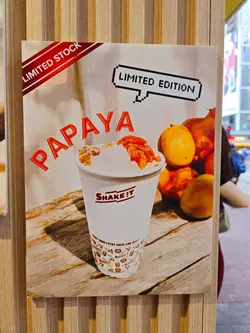 LIMITED STOCK
LIMITED EDITION
PAPAYA
SHAKE IT